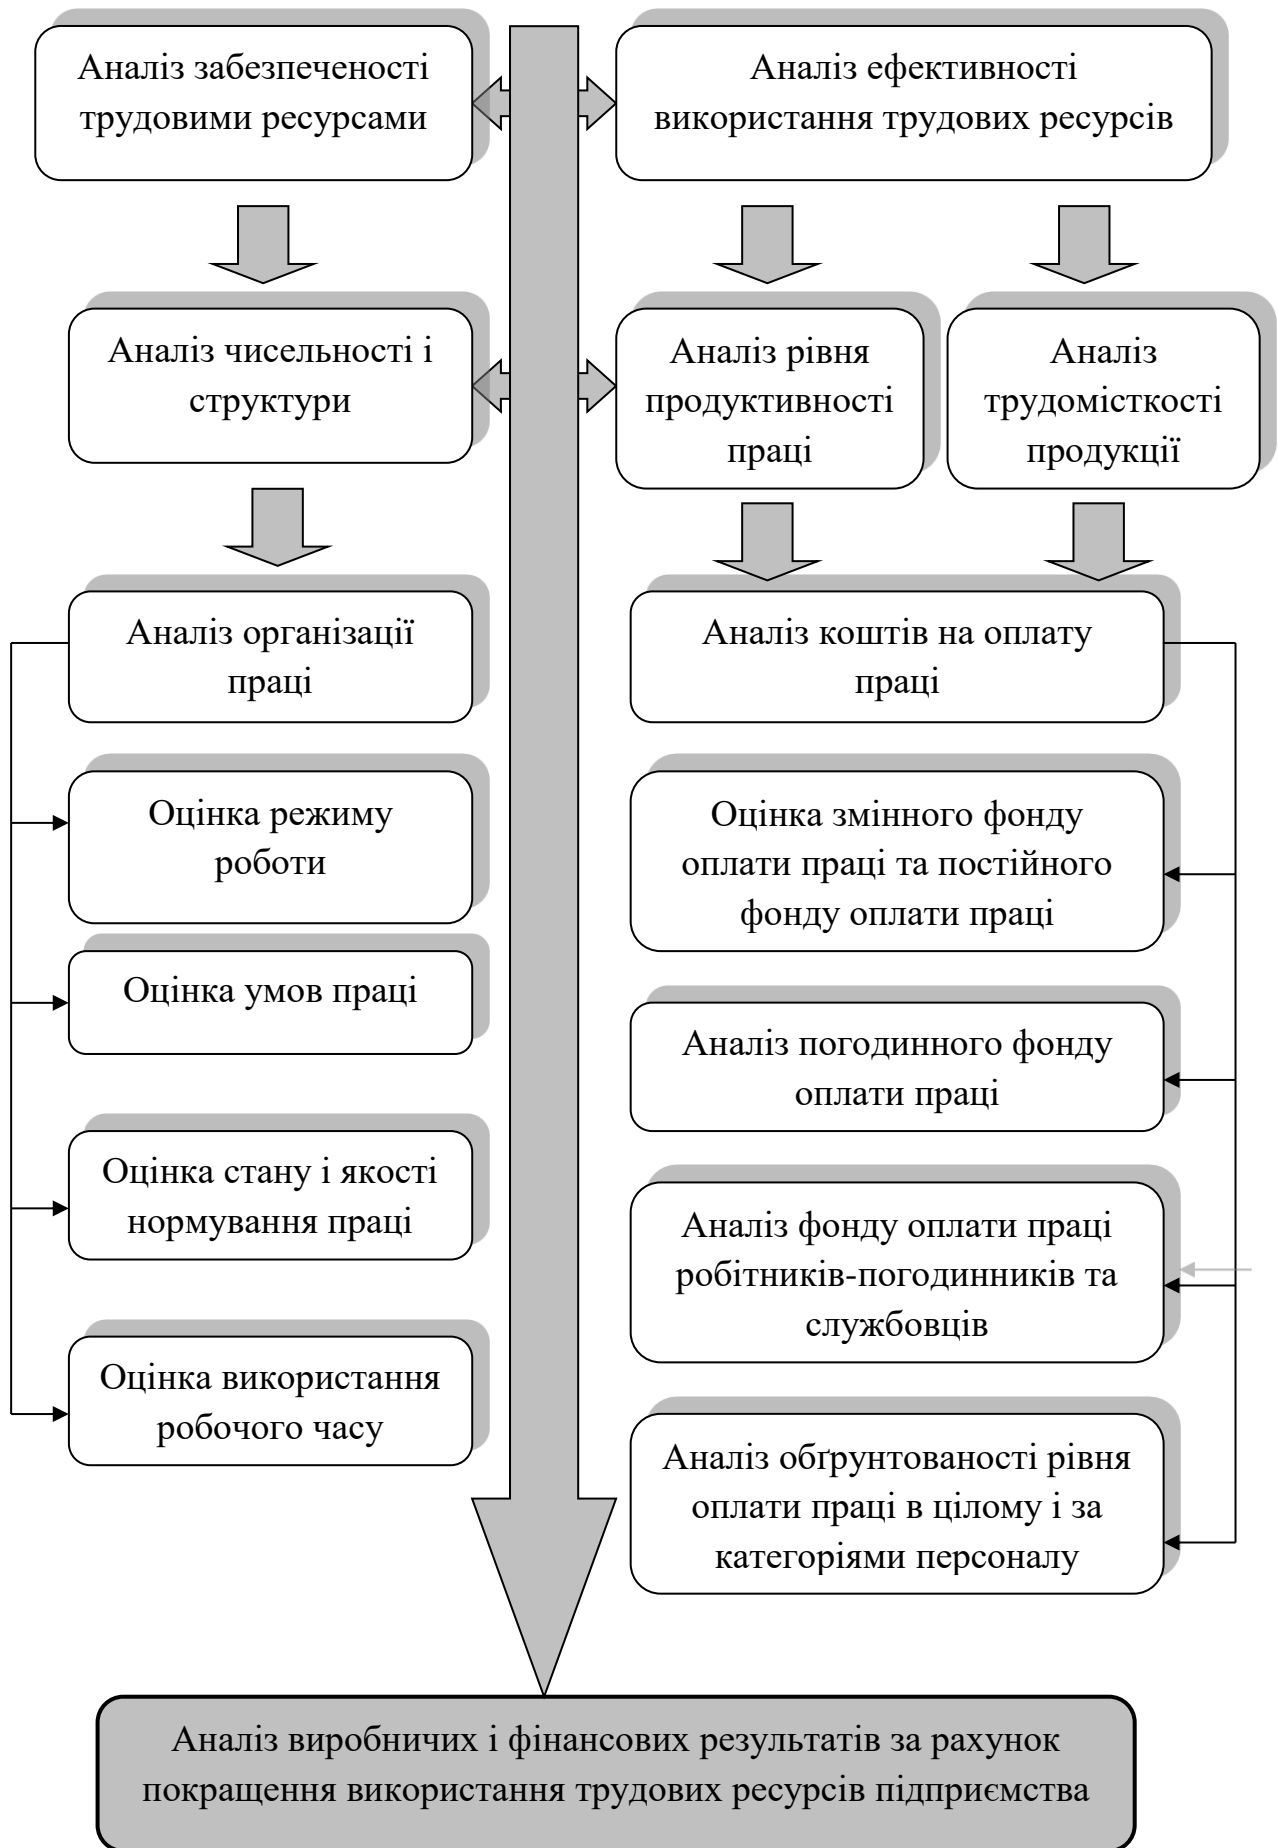 Аналіз забезпеченості
трудовими ресурсами
Аналіз ефективності
використання трудових ресурсів
Аналіз чисельності і
структури
Аналіз рівня
продуктивності
праці
Аналіз
трудомісткості
продукції
Аналіз організації
праці
Аналіз коштів на оплату
праці
Оцінка режиму
роботи
Оцінка змінного фонду
оплати праці та постійного
фонду оплати праці
Оцінка умов праці
Аналіз погодинного фонду
оплати праці
Оцінка стану і якості
нормування праці
Аналіз фонду оплати праці
робітників-погодинників та
службовців
Оцінка використання
робочого часу
Аналіз обґрунтованості рівня
оплати праці в цілому і за
категоріями персоналу
Аналіз виробничих і фінансових результатів за рахунок
покращення використання трудових ресурсів підприємства